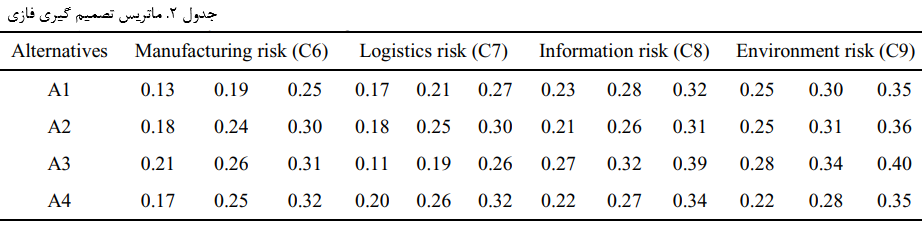 جدول ۲. ماتریس تصمیم گیری فازی
Alternatives Manufacturing risk (C6) Logistics risk (C7) Information risk (C8) Environment risk (C9)
A1 0.13 0.19 0.25 0.17 0.21 0.27 0.23 0.28 0.32 0.25 0.30 0.35
A2 0.18 0.24 0.30 0.18 0.25 0.30 0.21 0.26 0.31 0.25 0.31 0.36
A3 0.21 0.26 0.31 0.11 0.19 0.26 0.27 0.32 0.39 0.28 0.34 0.40
A4 0.17 0.25 0.32 0.20 0.26 0.32 0.22 0.27 0.34 0.22 0.28 0.35